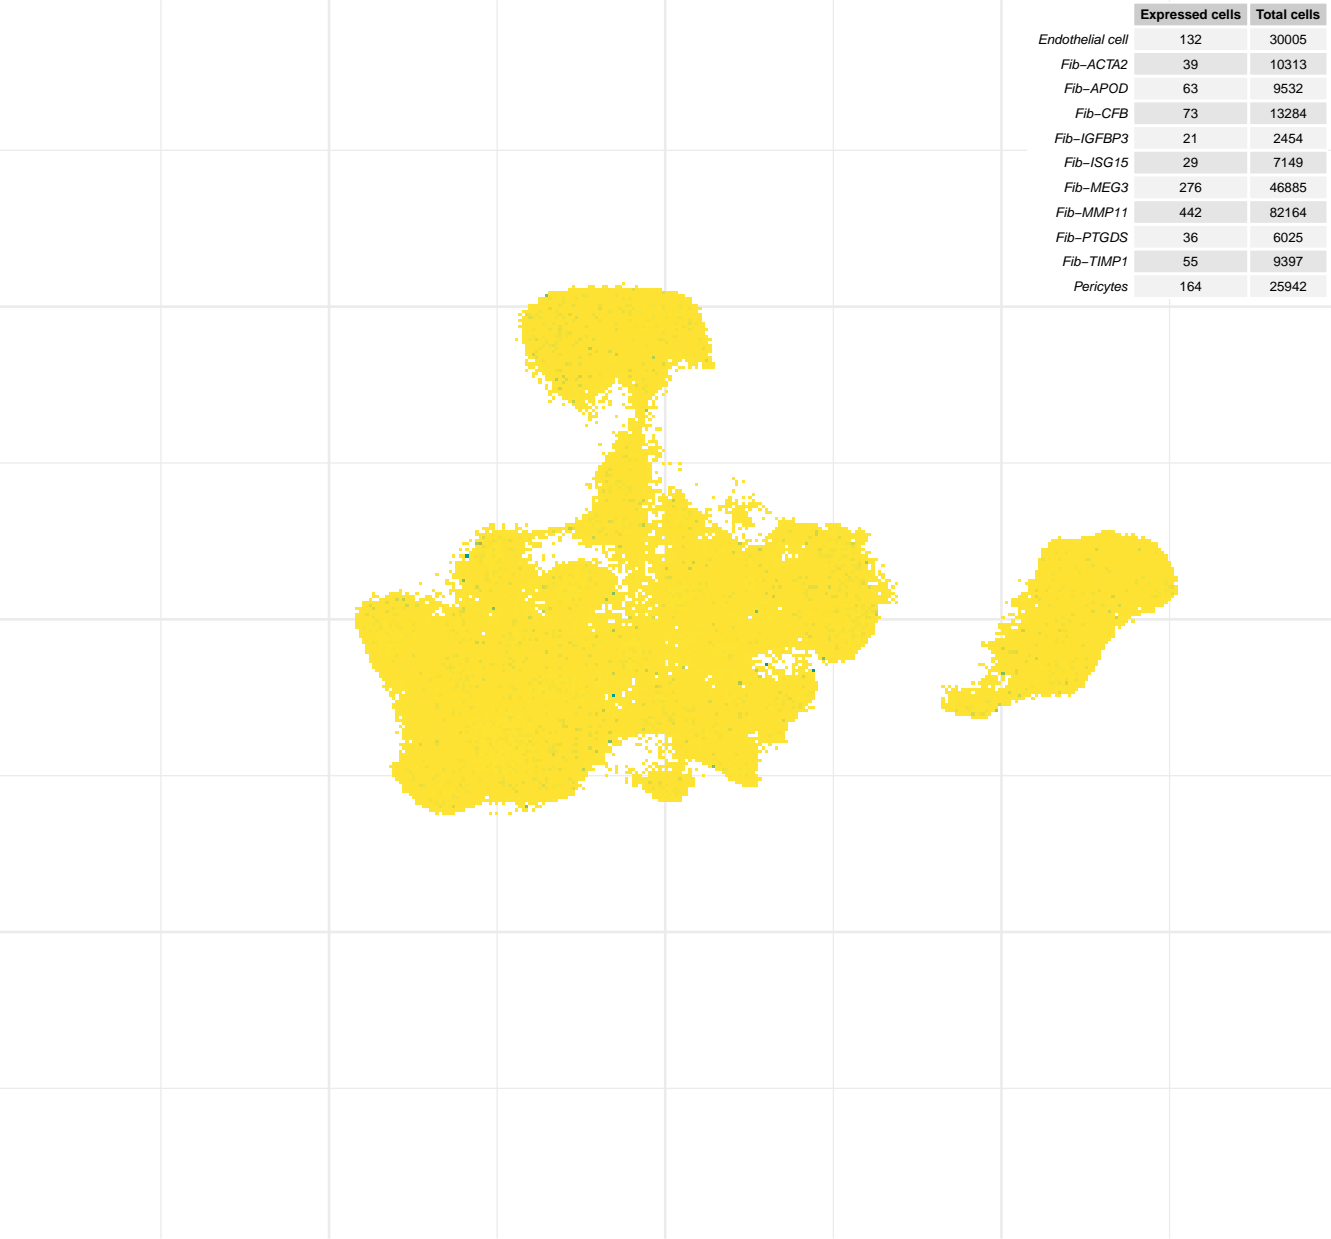 Expressed cells Total cells
Endothelial cell 132 30005
Fib−ACTA2 39 10313
Fib−APOD 63 9532
Fib−CFB 73 13284
Fib−IGFBP3 21 2454
Fib−ISG15 29 7149
Fib−MEG3 276 46885
Fib−MMP11 442 82164
Fib−PTGDS 36 6025
Fib−TIMP1 55 9397
Pericytes 164 25942